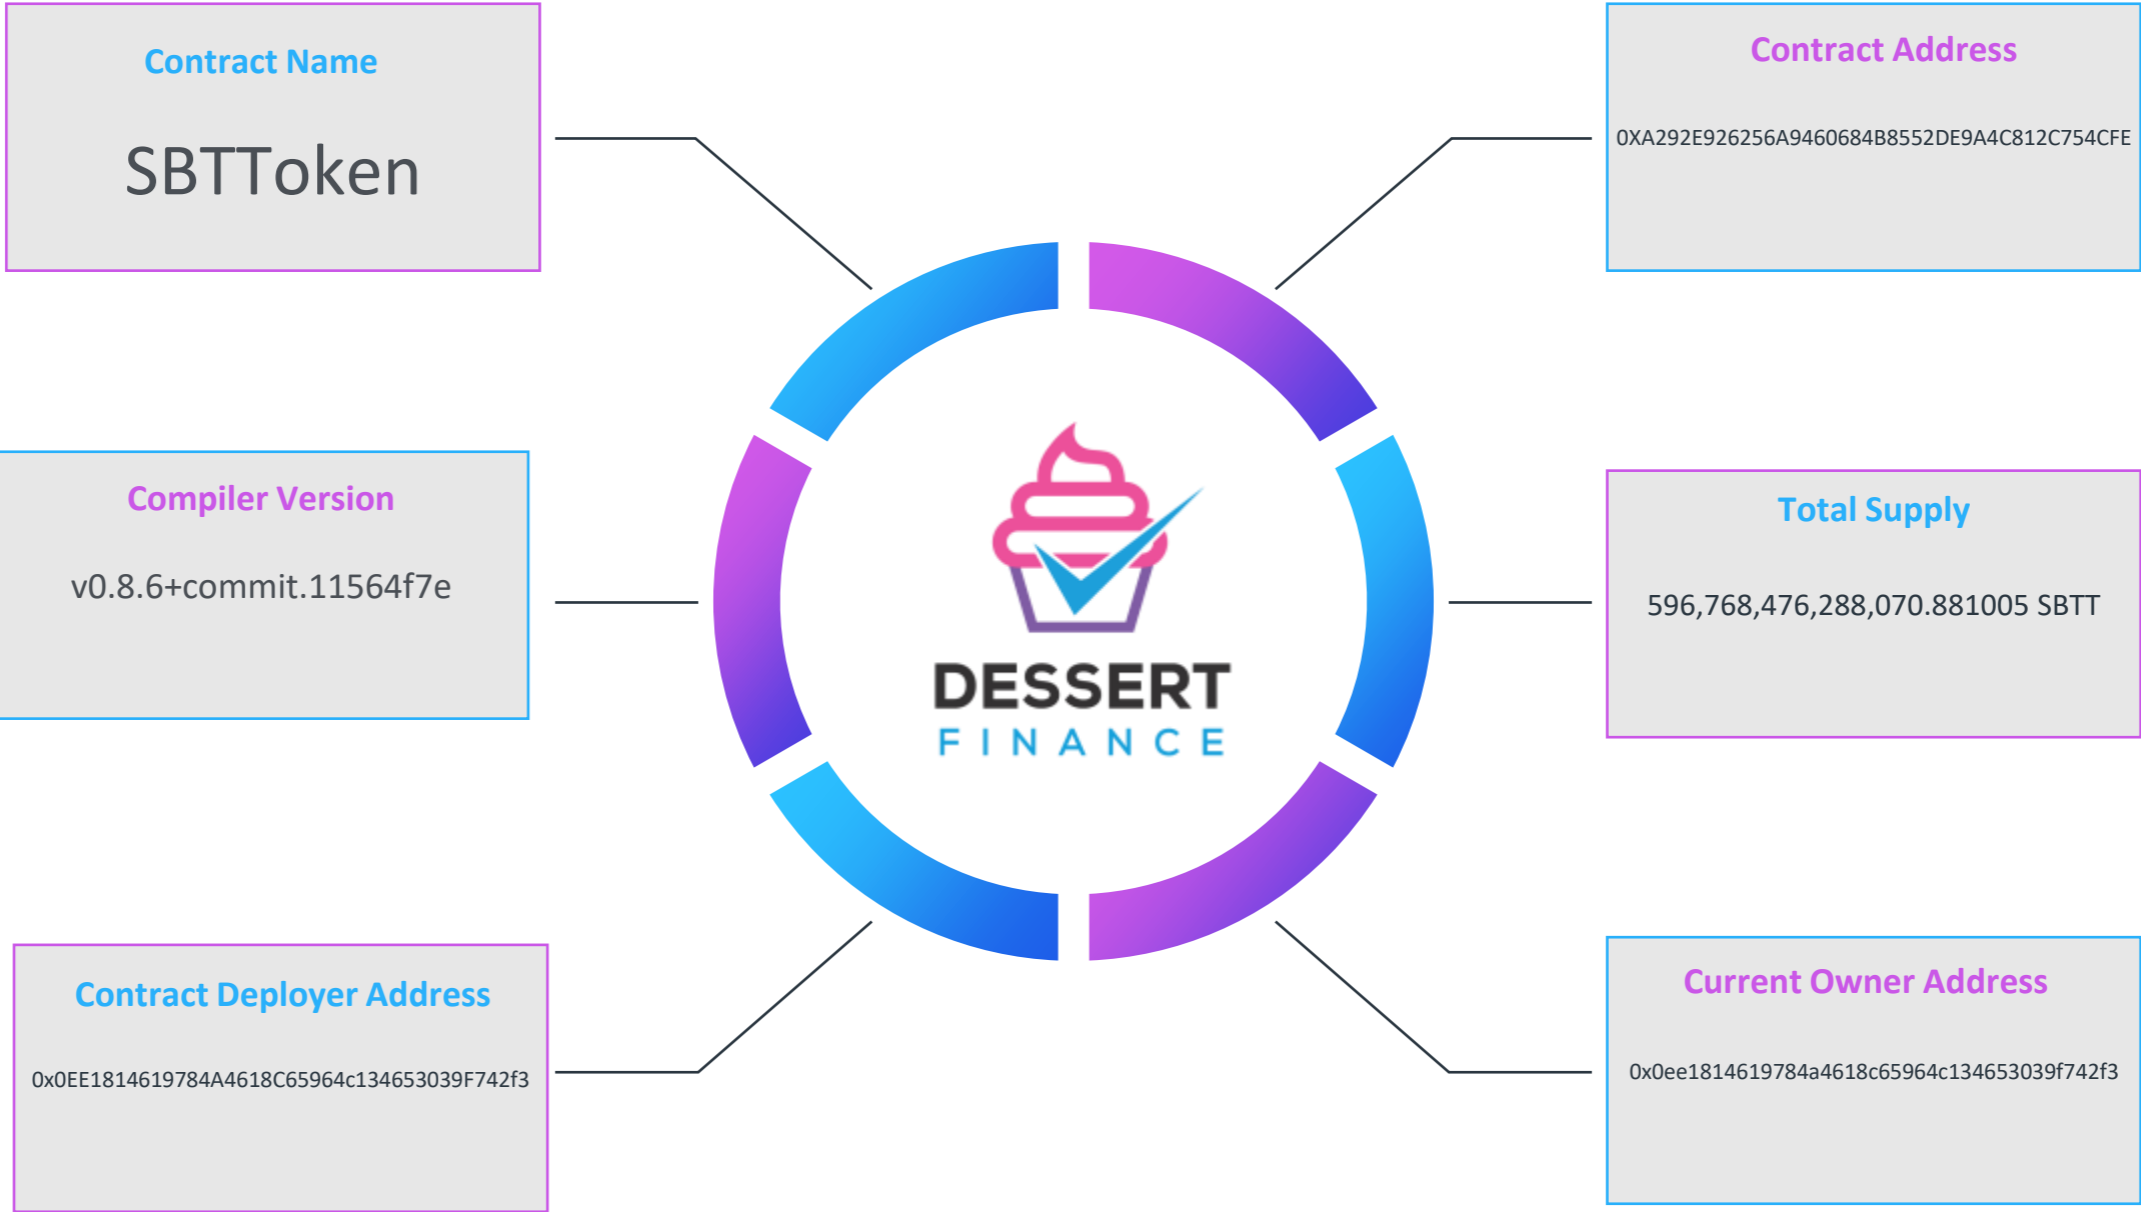 Contract Name
SBTToken
Contract Address
0XA292E926256A9460684B8552DE9A4C812C754CFE
Compiler Version
v0.8.6+commit.11564f7e
Total Supply
596,768,476,288,070.881005 SBTT
DESSERT
FINANCE
Contract Deployer Address
0x0EE1814619784A4618C65964c134653039F742f3
Current Owner Address
0x0ee1814619784a4618c65964c134653039f742f3